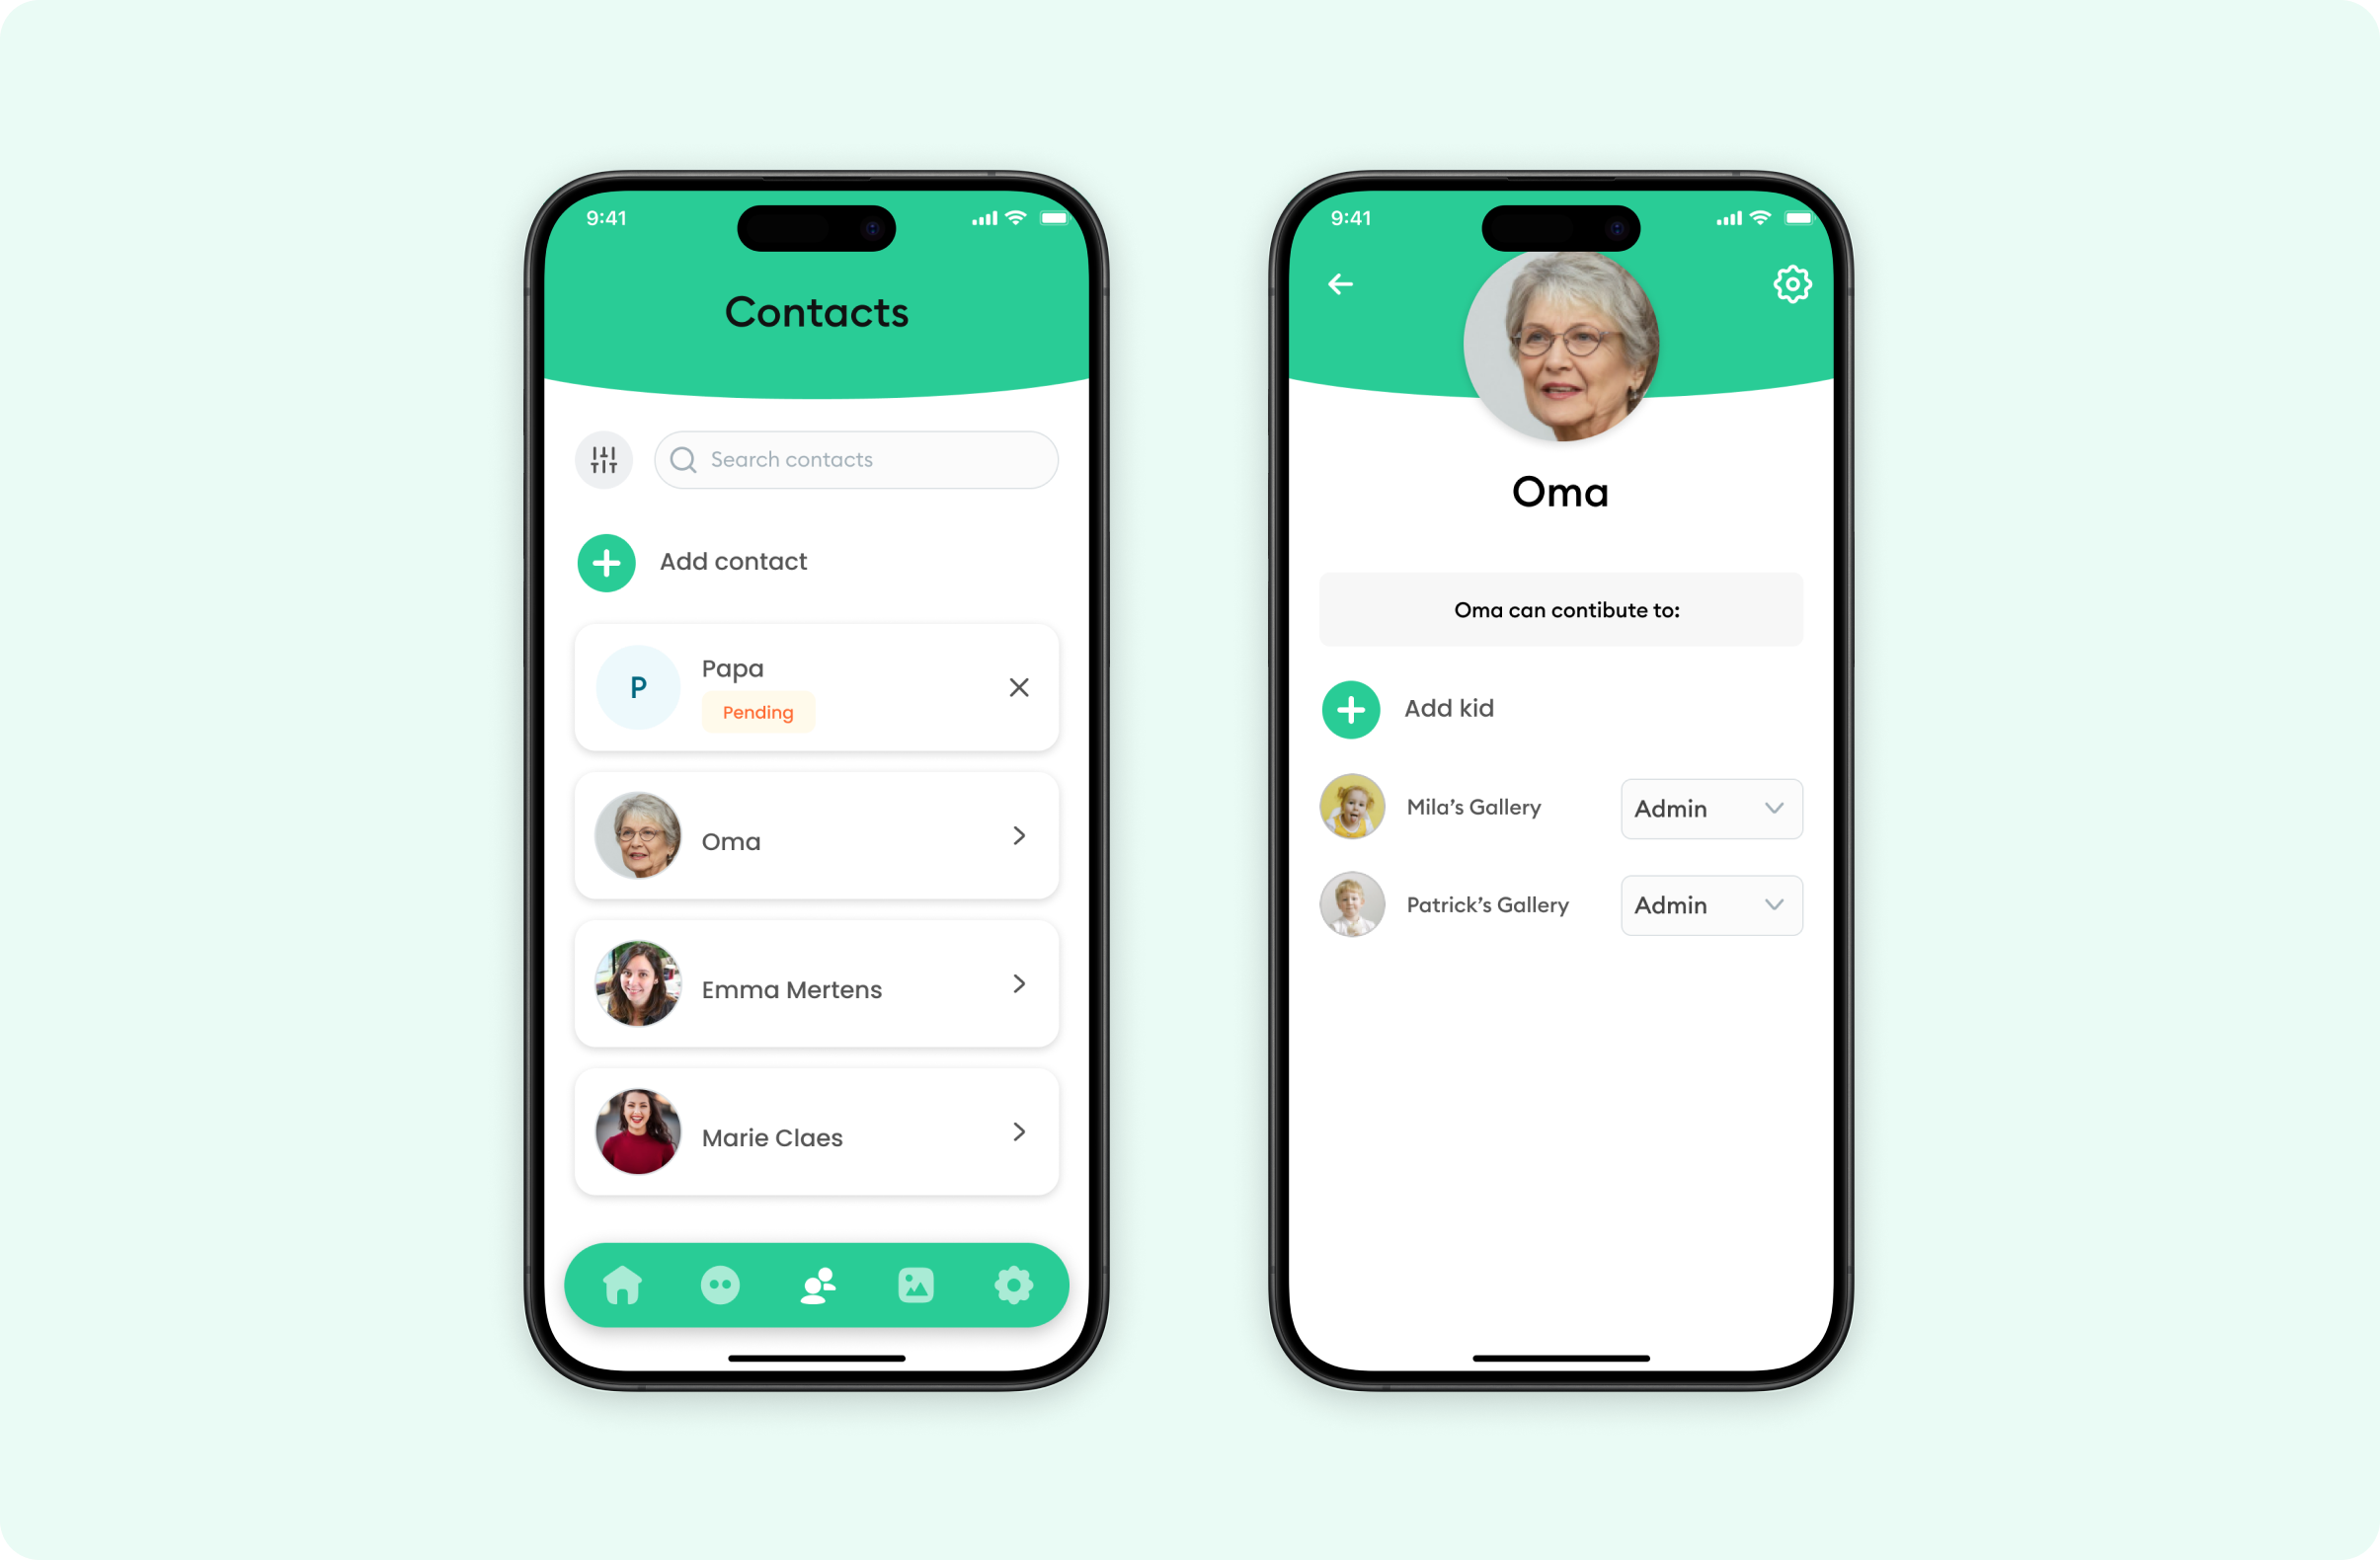 9:41
Contacts
Search contacts
Add contact
P
Papa
Pending
Oma
Emma Mertens
Marie Claes
9:41
Oma
Oma can contibute to:
Add kid
Mila’s Gallery
Admin
Patrick’s Gallery
Admin